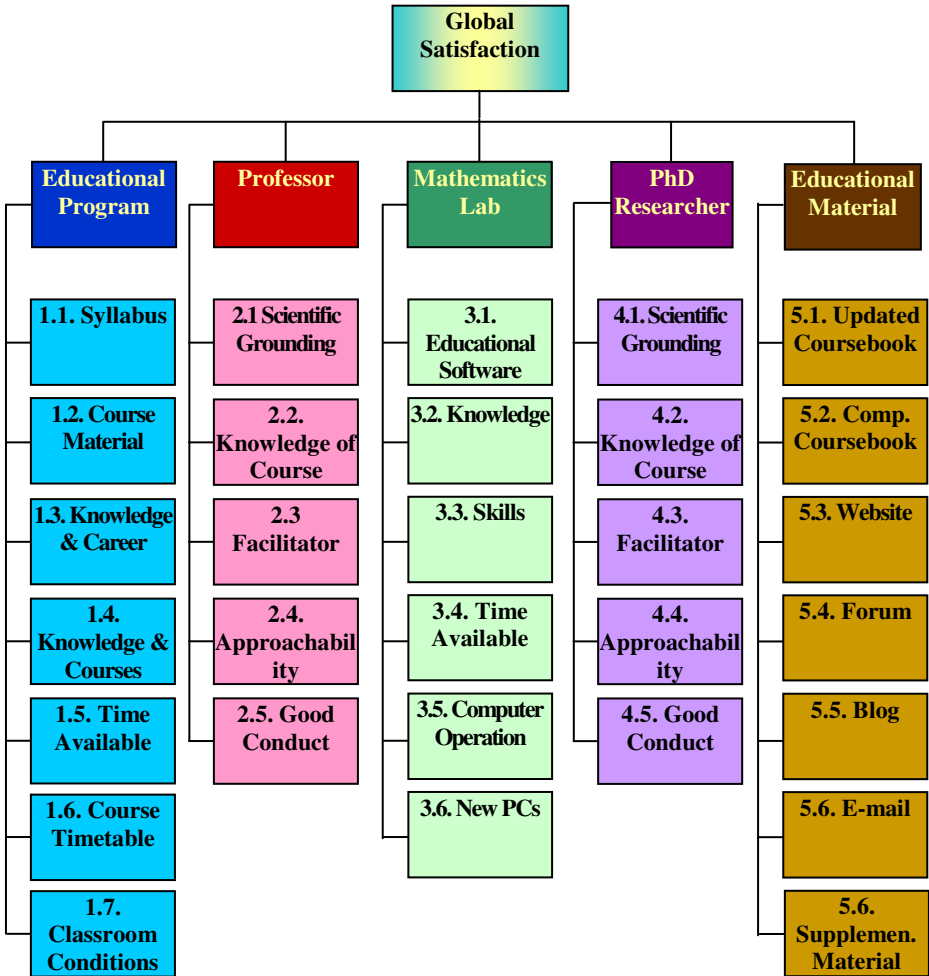 Global
Satisfaction
Educational
Program
Professor
Mathematics
Lab
PhD
Researcher
Educational
Material
1.1. Syllabus
1.2. Course
Material
1.3. Knowledge
& Career
1.4.
Knowledge &
Courses
1.5. Time
Available
1.6. Course
Timetable
1.7.
Classroom
Conditions
2.1 Scientific
Grounding
2.2.
Knowledge of
Course
2.3
Facilitator
2.4.
Approachabil
ity
2.5. Good
Conduct
3.1.
Educational
Software
3.2. Knowledge
3.3. Skills
3.4. Time
Available
3.5. Computer
Operation
3.6. New PCs
4.1. Scientific
Grounding
4.2.
Knowledge of
Course
4.3.
Facilitator
4.4.
Approachabil
ity
4.5. Good
Conduct
5.1. Updated
Coursebook
5.2. Comp.
Coursebook
5.3. Website
5.4. Forum
5.5. Blog
5.6. E-mail
5.6.
Supplemen.
Material